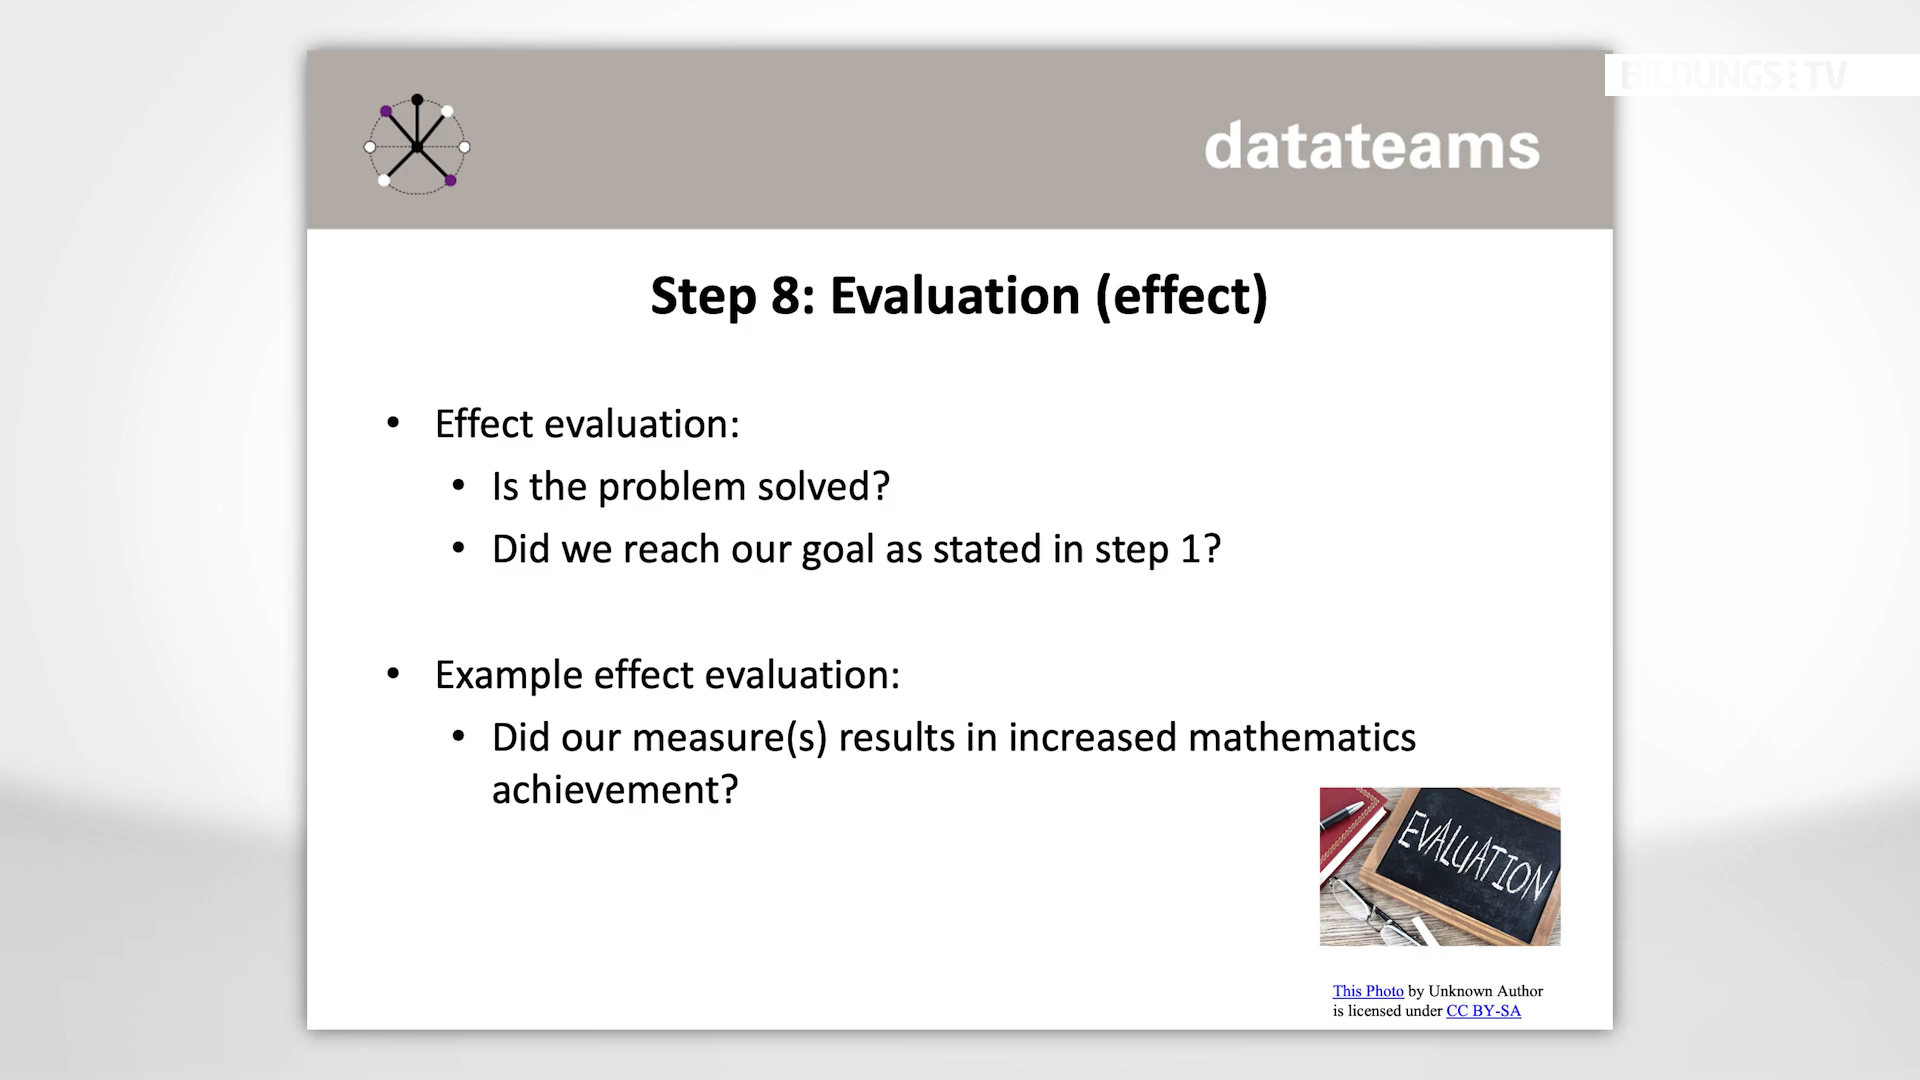 BILDUNGS TV
datateams
Step 8: Evaluation (effect)
• Effect evaluation:
• Is the problem solved?
• Did we reach our goal as stated in step 1?
• Example effect evaluation:
• Did our measure(s) results in increased mathematics
achievement?
EVALUATION
This Photo by Unknown Author
is licensed under CC BY-SA